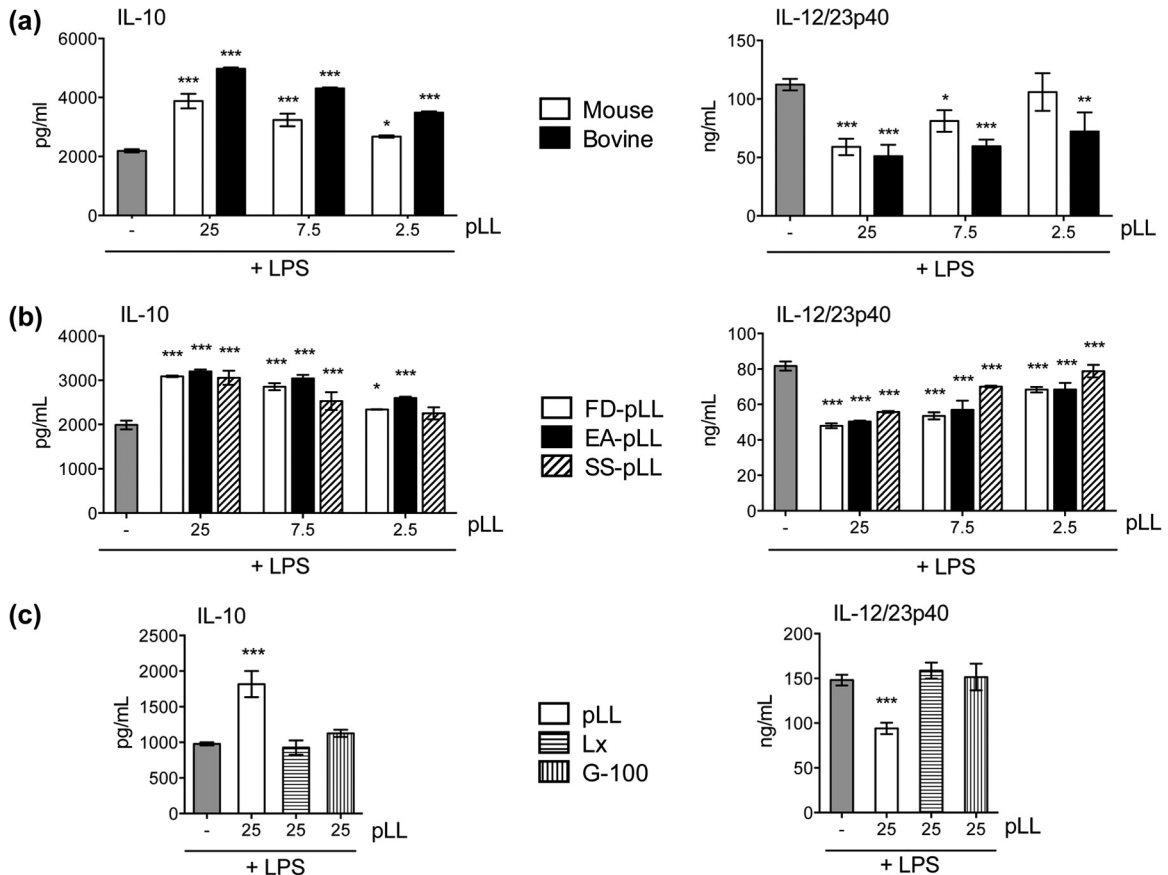 (a)
IL-10
6000
4000
2000
0
pg/ml
***
***
***
***
*
***
-
25
7.5
2.5
pLL
+ LPS
Mouse
Bovine
IL-12/23p40
150
100
50
0
ng/mL
***
***
*
***
**
-
25
7.5
2.5
pLL
+ LPS
(b)
IL-10
4000
3000
2000
1000
0
pg/mL
***
***
***
***
***
***
*
***
-
25
7.5
2.5
pLL
+ LPS
FD-pLL
EA-pLL
SS-pLL
IL-12/23p40
100
80
60
40
20
0
ng/mL
***
***
***
***
***
***
***
***
***
-
25
7.5
2.5
pLL
+ LPS
(c)
IL-10
2500
2000
1500
1000
500
0
pg/mL
***
-
25
25
25
pLL
+ LPS
pLL
Lx
G-100
IL-12/23p40
200
150
100
50
0
ng/mL
***
-
25
25
25
pLL
+ LPS